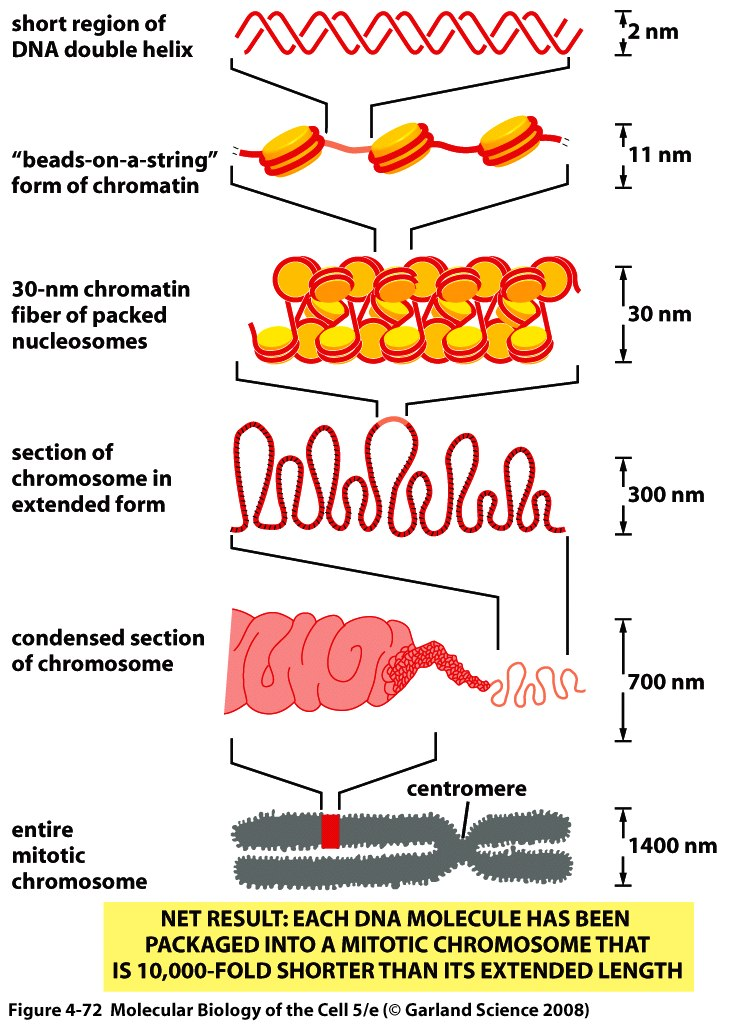 short region of
DNA double helix
2 nm
“beads-on-a-string”
form of chromatin
11 nm
30-nm chromatin
fiber of packed
nucleosomes
30 nm
section of
chromosome in
extended form
300 nm
condensed section
of chromosome
700 nm
centromere
entire
mitotic
chromosome
1400 nm
NET RESULT: EACH DNA MOLECULE HAS BEEN
PACKAGED INTO A MITOTIC CHROMOSOME THAT
IS 10,000-FOLD SHORTER THAN ITS EXTENDED LENGTH
Figure 4-72 Molecular Biology of the Cell 5/e (© Garland Science 2008)